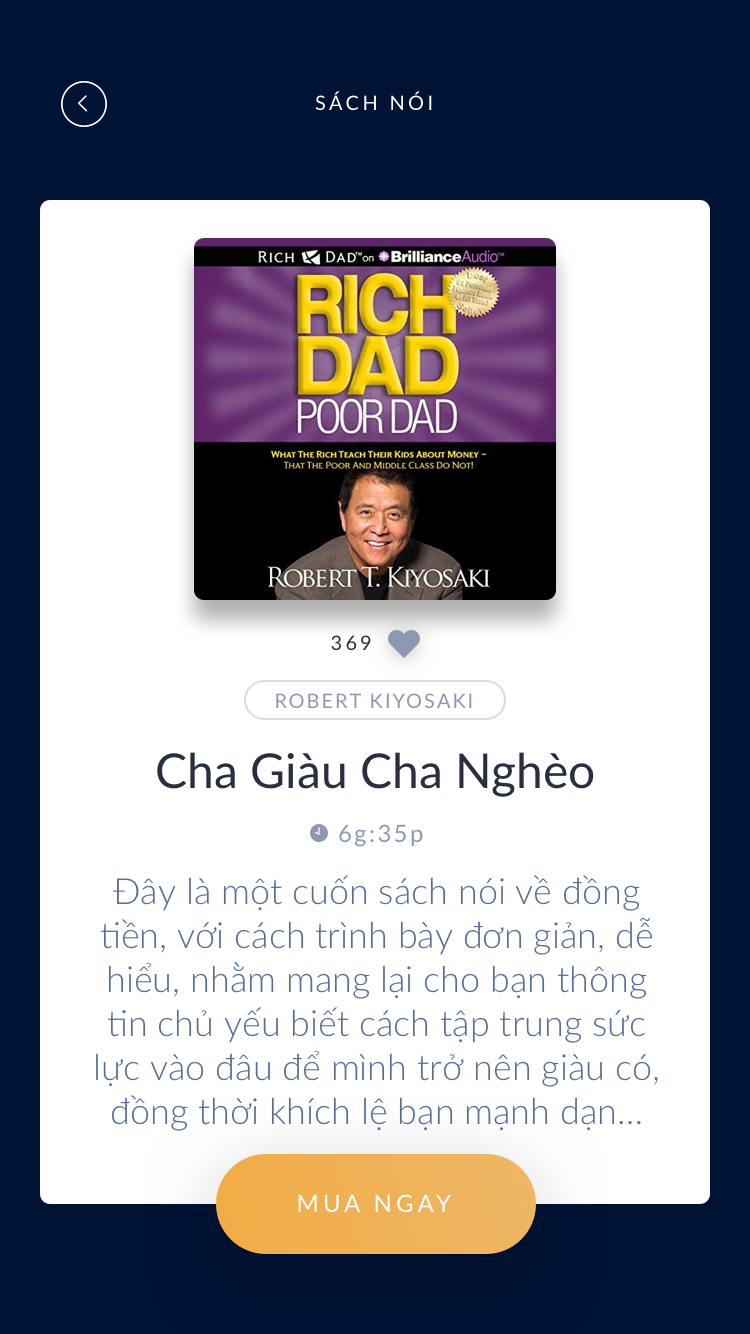 SÁCH NÓI
RICH DAD™ on BrillianceAudio™
RICH
DAD
POOR DAD
WHAT THE RICH TEACH THEIR KIDS ABOUT MONEY –
THAT THE POOR AND MIDDLE CLASS DO NOT!
ROBERT T. KIYOSAKI
369
ROBERT KIYOSAKI
Cha Giàu Cha Nghèo
6g:35p
Đây là một cuốn sách nói về đồng
tiền, với cách trình bày đơn giản, dễ
hiểu, nhằm mang lại cho bạn thông
tin chủ yếu biết cách tập trung sức
lực vào đâu để mình trở nên giàu có,
đồng thời khích lệ bạn mạnh dạn...
MUA NGAY